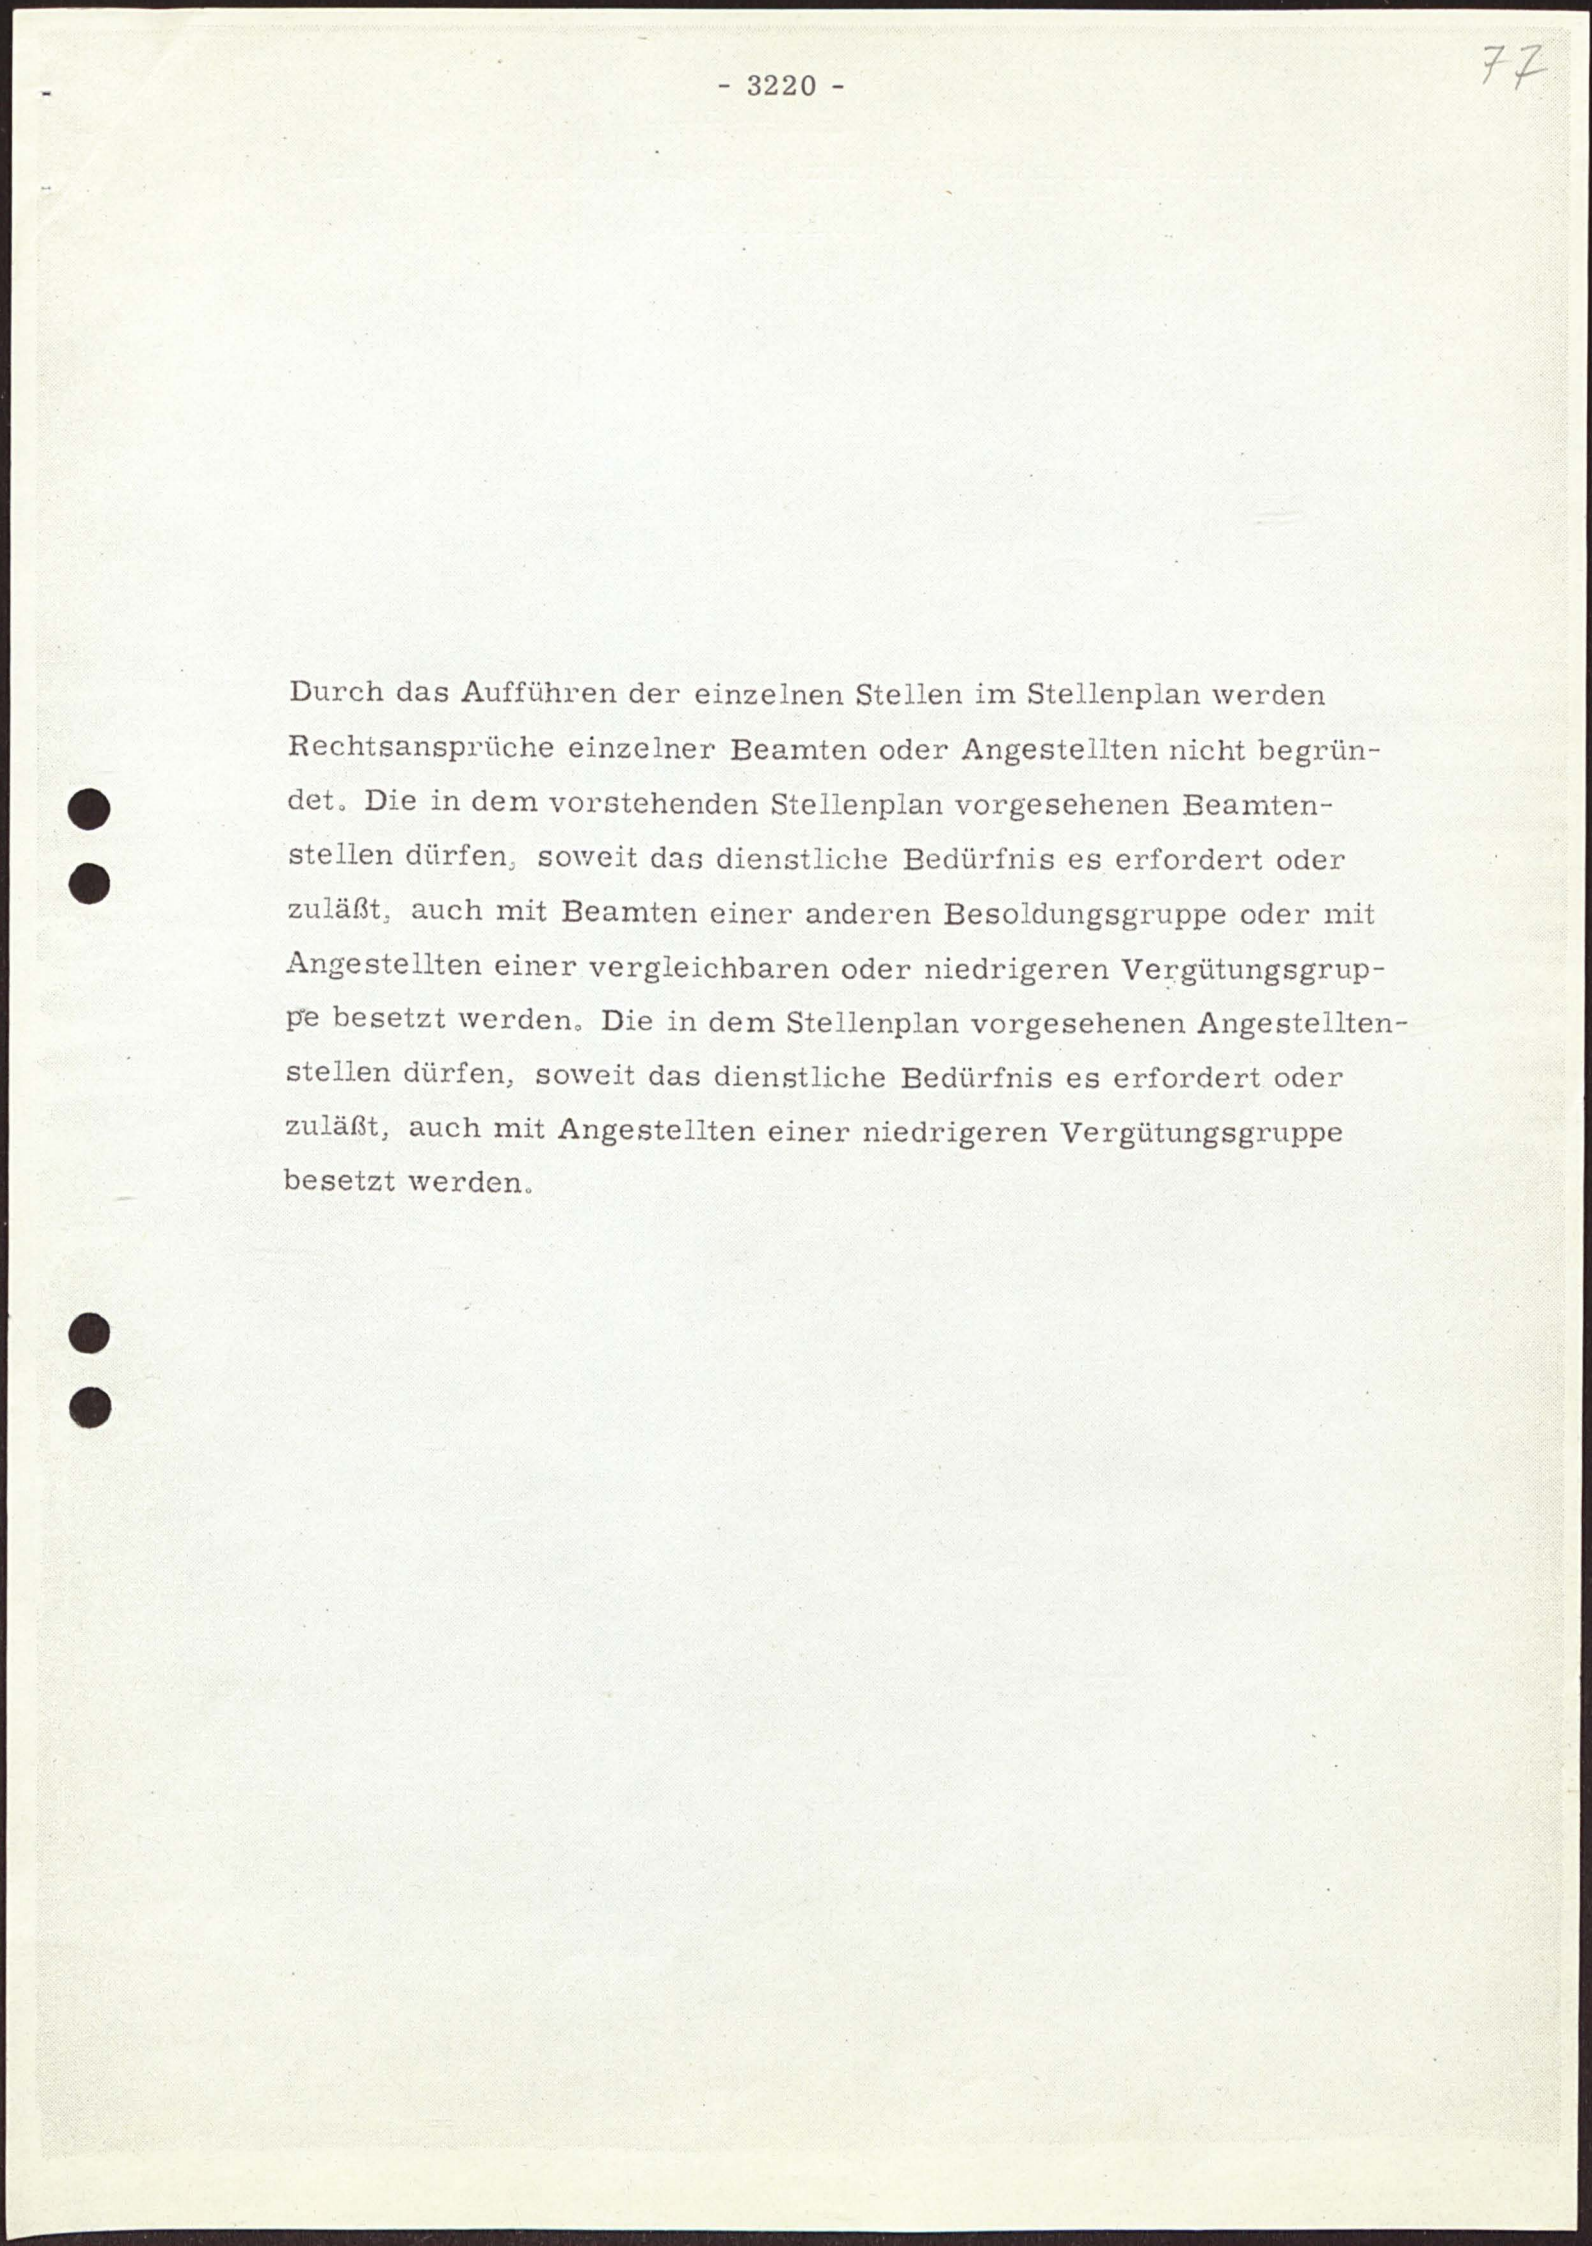 77
- 3220 -
Durch das Aufführen der einzelnen Stellen im Stellenplan werden
Rechtsansprüche einzelner Beamten oder Angestellten nicht begrün-
det. Die in dem vorstehenden Stellenplan vorgesehenen Beamten-
stellen dürfen, soweit das dienstliche Bedürfnis es erfordert oder
zuläßt, auch mit Beamten einer anderen Besoldungsgruppe oder mit
Angestellten einer vergleichbaren oder niedrigeren Vergütungsgrup-
pe besetzt werden. Die in dem Stellenplan vorgesehenen Angestellten-
stellen dürfen, soweit das dienstliche Bedürfnis es erfordert oder
zuläßt, auch mit Angestellten einer niedrigeren Vergütungsgruppe
besetzt werden.